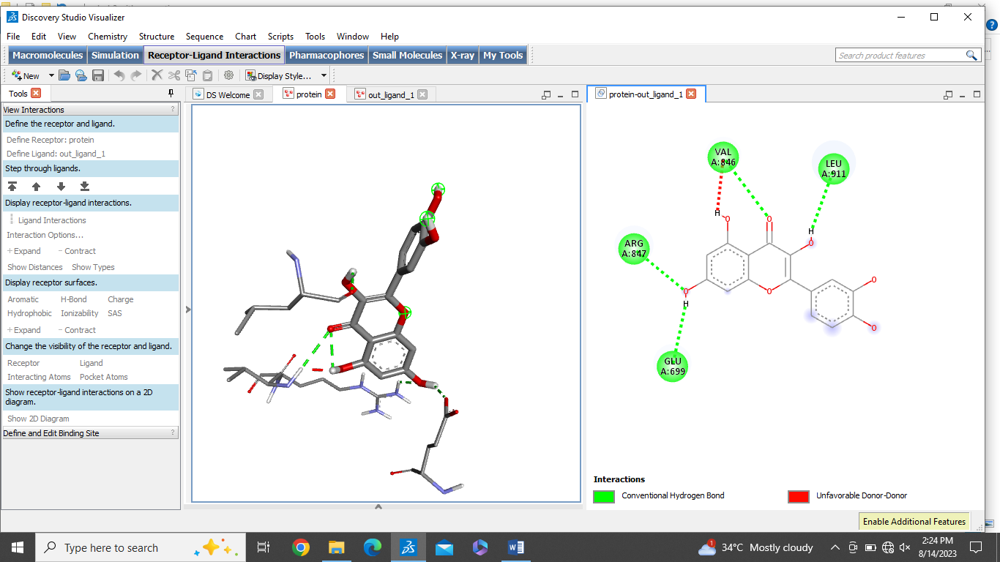 Discovery Studio Visualizer
File Edit View Chemistry Structure Sequence Chart Scripts Tools Window Help
Macromolecules Simulation Receptor-Ligand Interactions Pharmacophores Small Molecules X-ray My Tools
Search product features
New Display Style...
Tools
DS Welcome protein out_ligand_1
protein-out_ligand_1
View Interactions ?
Define the receptor and ligand.
Define Receptor: protein
Define Ligand: out_ligand_1
Step through ligands.
Display receptor-ligand interactions.
Ligand Interactions
Interaction Options...
+ Expand − Contract
Show Distances Show Types
Display receptor surfaces.
Aromatic H-Bond Charge
Hydrophobic Ionizability SAS
+ Expand − Contract
Change the visibility of the receptor and ligand.
Receptor Ligand
Interacting Atoms Pocket Atoms
Show receptor-ligand interactions on a 2D
diagram.
Show 2D Diagram
Define and Edit Binding Site ?
VAL
A:846
LEU
A:911
H
O
O
H
O
ARG
A:847
O
H
O
O
O
GLU
A:699
Interactions
Conventional Hydrogen Bond
Unfavorable Donor-Donor
Enable Additional Features
Type here to search
1
34°C Mostly cloudy
2:24 PM
8/14/2023